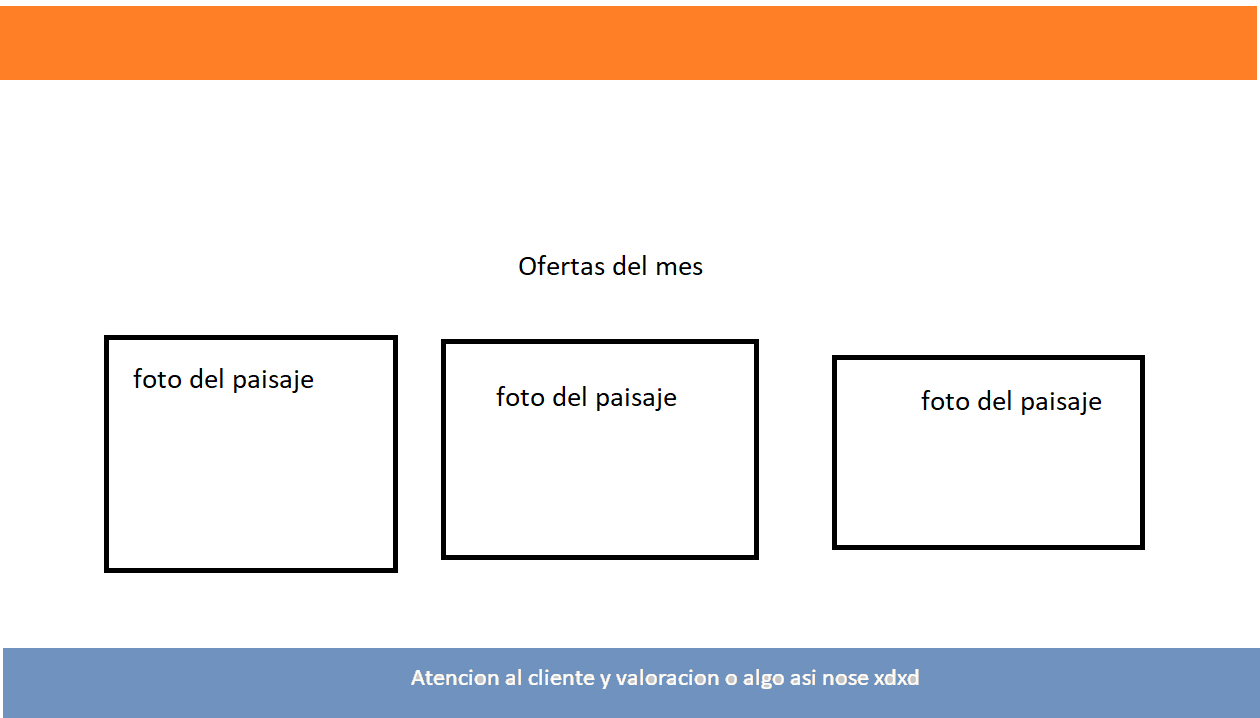 Ofertas del mes
foto del paisaje
foto del paisaje
foto del paisaje
Atencion al cliente y valoracion o algo asi nose xdxd